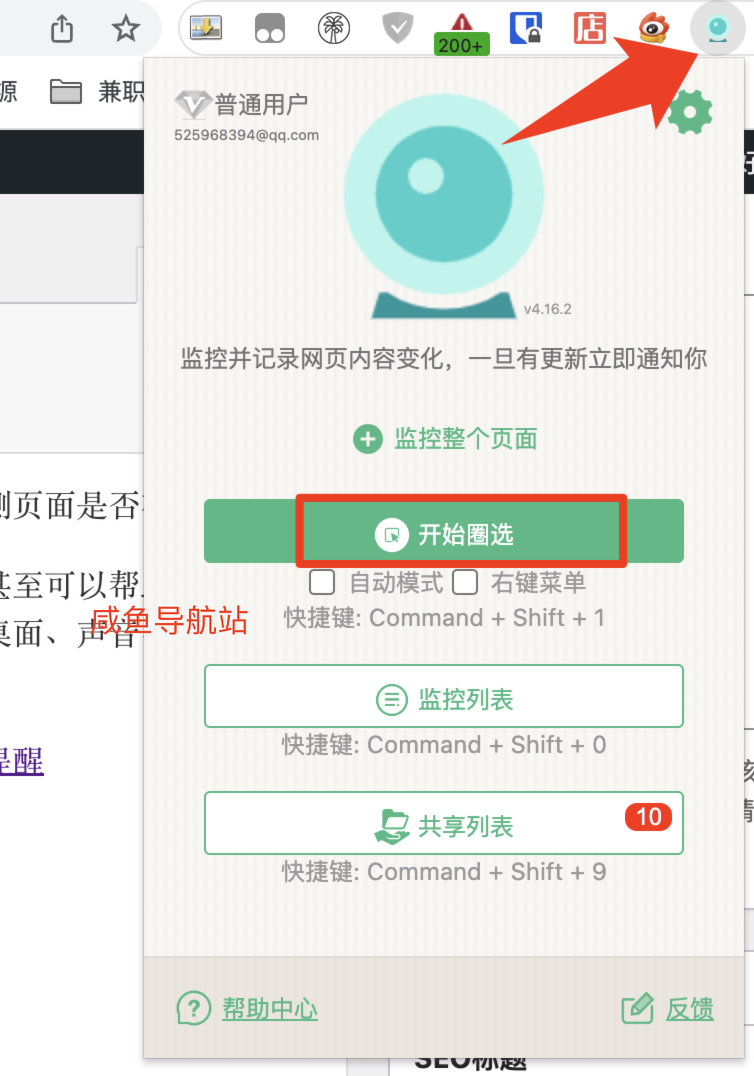 200+
店
源
兼职
普通用户
525968394@qq.com
v4.16.2
监控并记录网页内容变化，一旦有更新立即通知你
监控整个页面
测页面是否
开始圈选
自动模式 右键菜单
甚至可以帮
咸鱼导航站
快捷键: Command + Shift + 1
桌面、声音
监控列表
快捷键: Command + Shift + 0
提醒
共享列表
10
快捷键: Command + Shift + 9
帮助中心
反馈
SEO标题